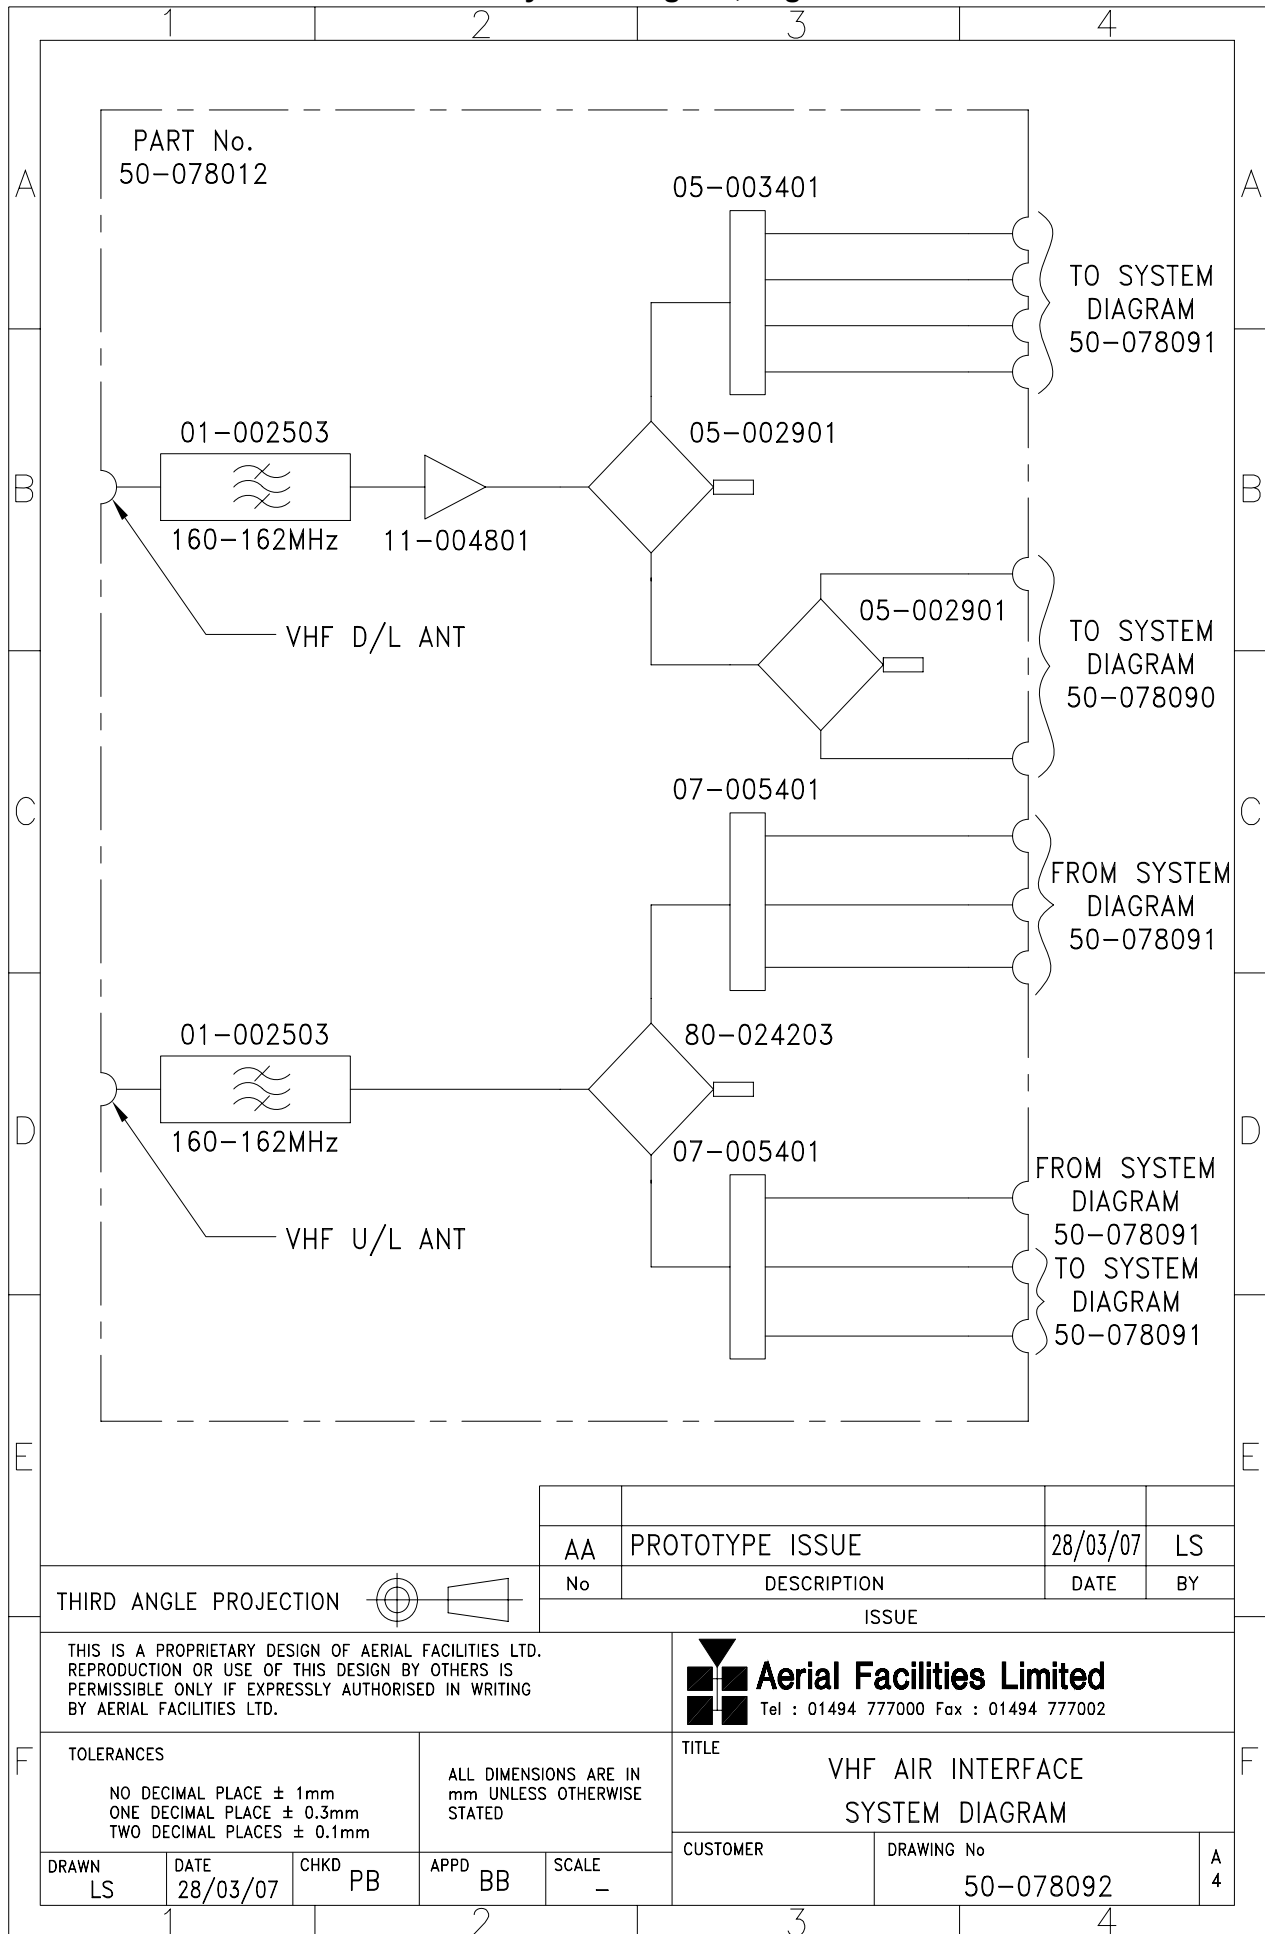 1 2 3 4
A A
B B
C C
D D
E E
F F
PART No.
50-078012
05-003401
TO SYSTEM
DIAGRAM
50-078091
01-002503
160-162MHz
11-004801
05-002901
VHF D/L ANT
05-002901
TO SYSTEM
DIAGRAM
50-078090
07-005401
FROM SYSTEM
DIAGRAM
50-078091
01-002503
160-162MHz
80-024203
07-005401
VHF U/L ANT
FROM SYSTEM
DIAGRAM
50-078091
TO SYSTEM
DIAGRAM
50-078091
AA PROTOTYPE ISSUE 28/03/07 LS
No DESCRIPTION DATE BY
ISSUE
THIRD ANGLE PROJECTION
THIS IS A PROPRIETARY DESIGN OF AERIAL FACILITIES LTD.
REPRODUCTION OR USE OF THIS DESIGN BY OTHERS IS
PERMISSIBLE ONLY IF EXPRESSLY AUTHORISED IN WRITING
BY AERIAL FACILITIES LTD.
Aerial Facilities Limited
Tel : 01494 777000 Fax : 01494 777002
TOLERANCES
NO DECIMAL PLACE ± 1mm
ONE DECIMAL PLACE ± 0.3mm
TWO DECIMAL PLACES ± 0.1mm
ALL DIMENSIONS ARE IN
mm UNLESS OTHERWISE
STATED
TITLE
VHF AIR INTERFACE
SYSTEM DIAGRAM
CUSTOMER
DRAWING No
50-078092
A
4
DRAWN
LS
DATE
28/03/07
CHKD
PB
APPD
BB
SCALE
-
1 2 3 4